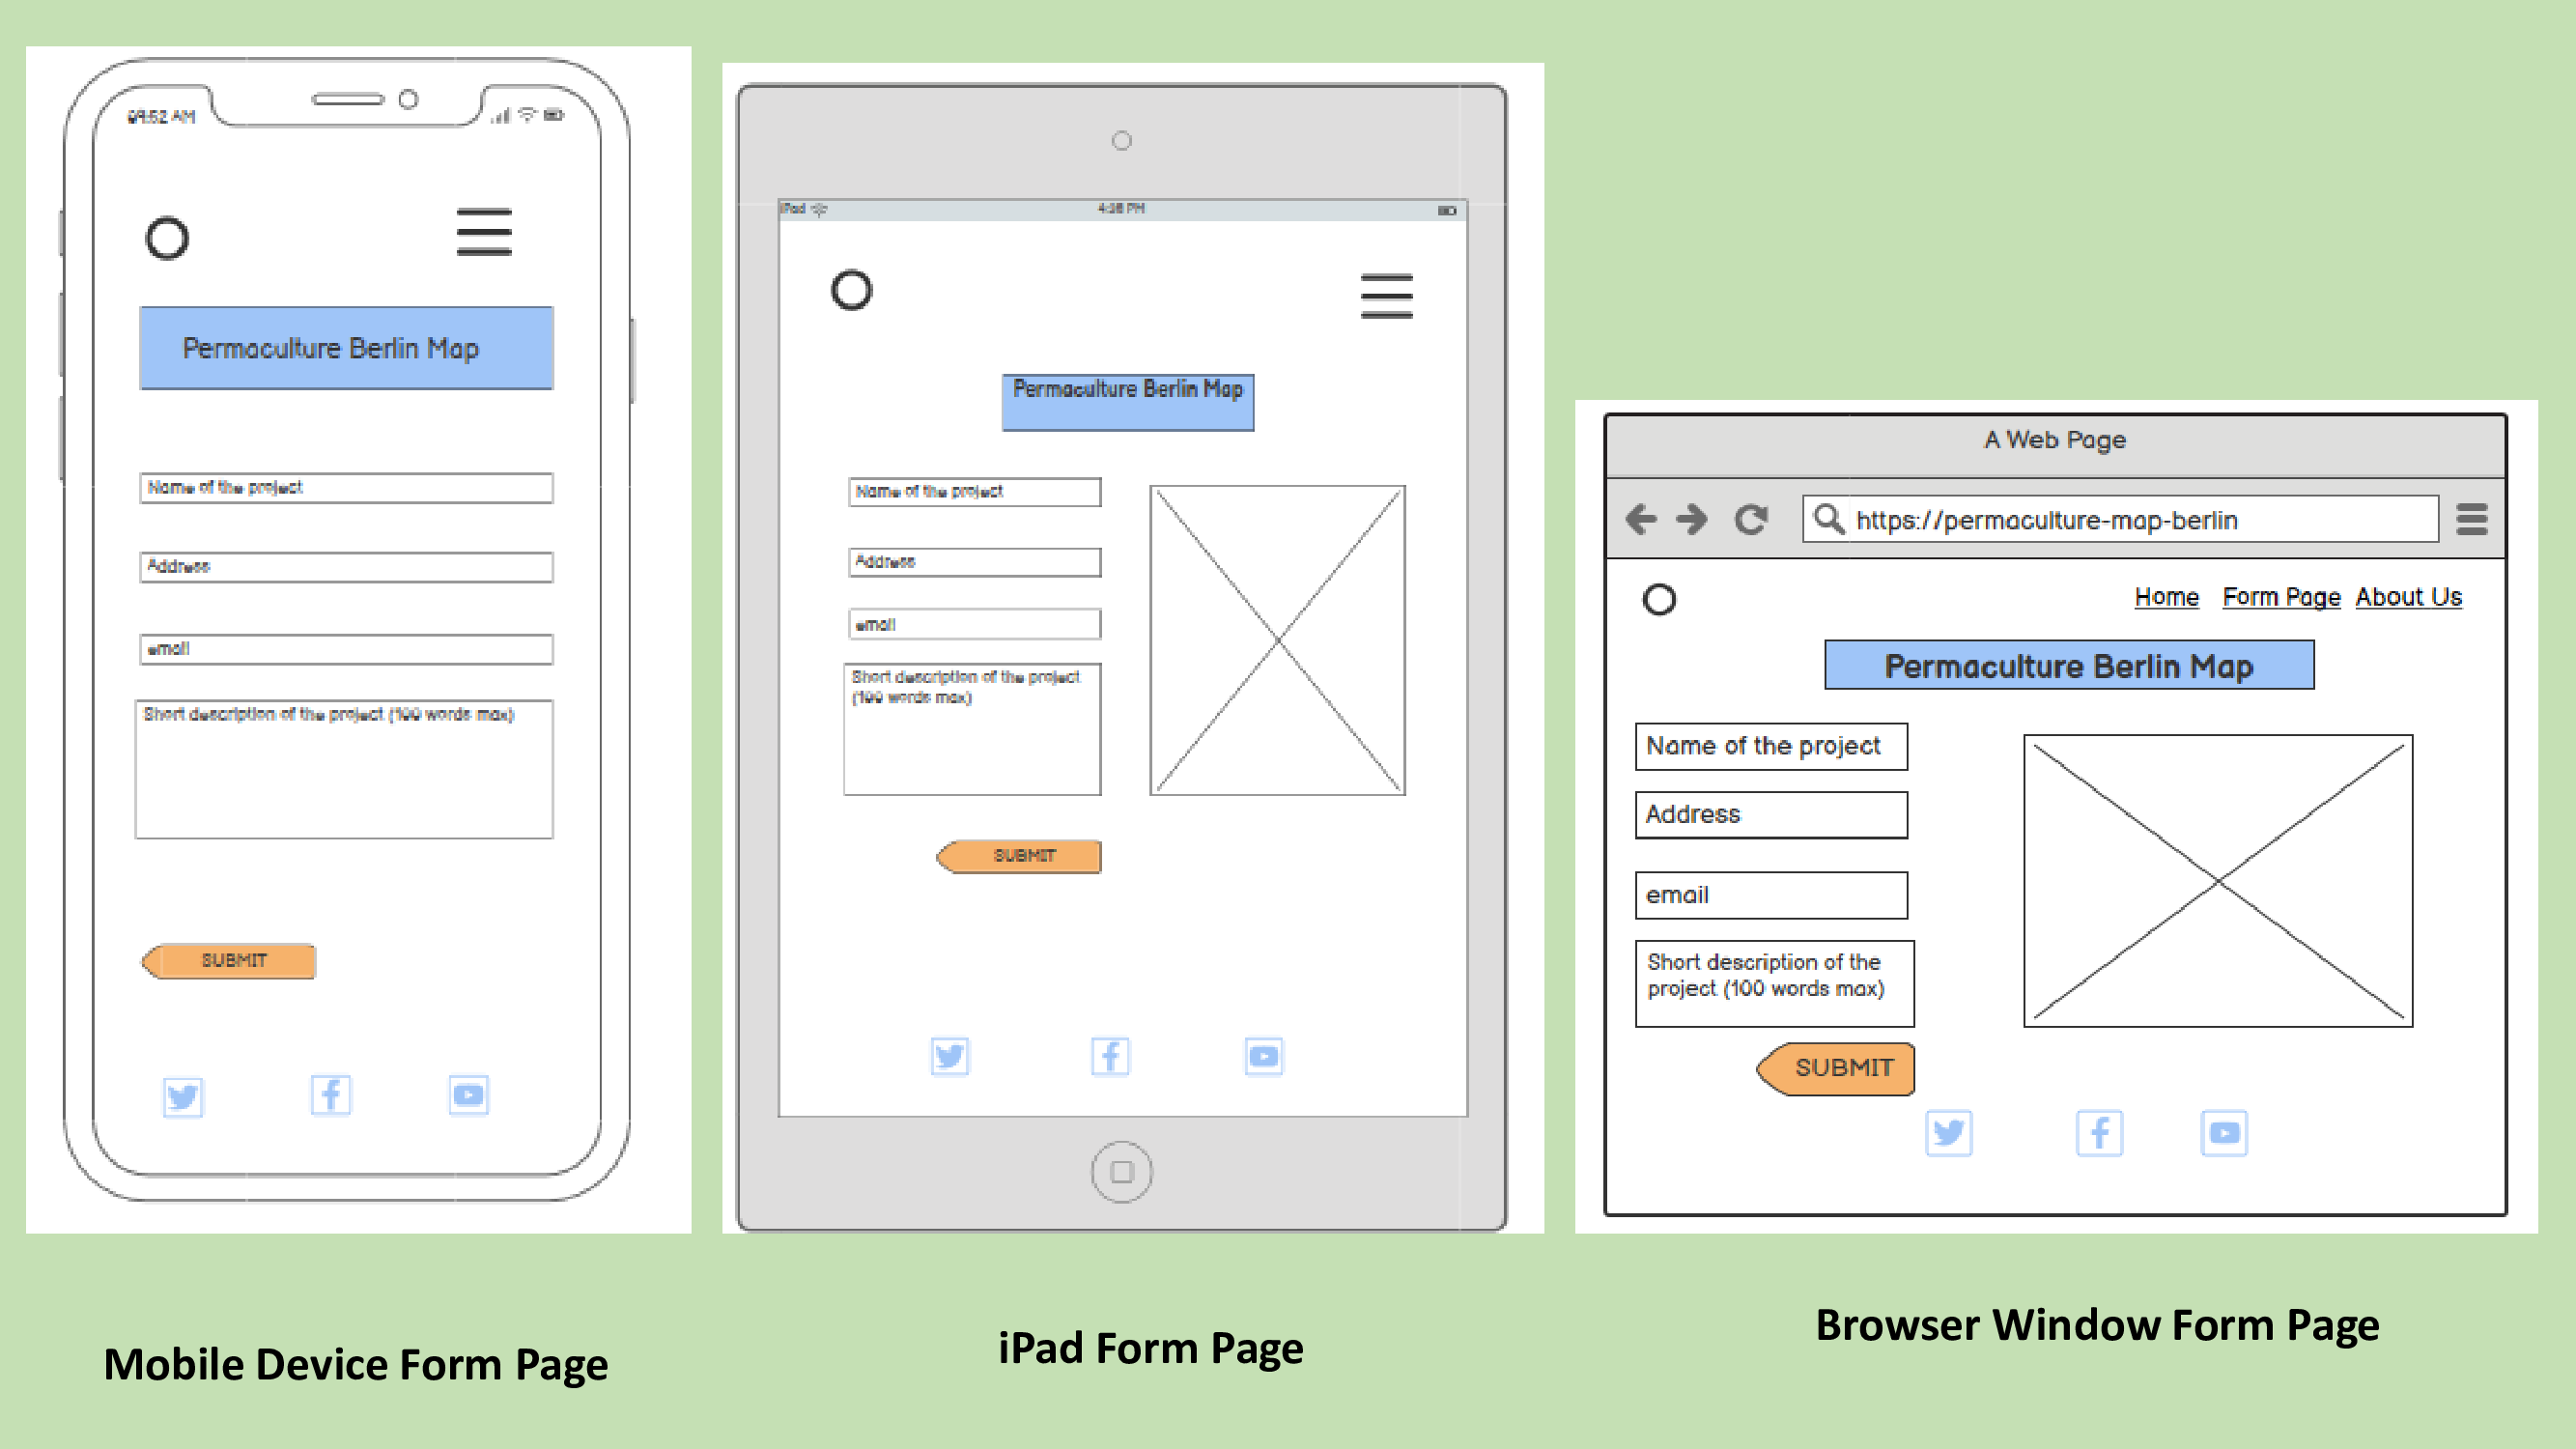 09:52 AM
Permaculture Berlin Map
Name of the project
Address
email
Short description of the project (100 words max)
SUBMIT
Mobile Device Form Page
iPad
4:28 PM
Permaculture Berlin Map
Name of the project
Address
email
Short description of the project
(100 words max)
SUBMIT
iPad Form Page
A Web Page
https://permaculture-map-berlin
Home Form Page About Us
Permaculture Berlin Map
Name of the project
Address
email
Short description of the
project (100 words max)
SUBMIT
Browser Window Form Page